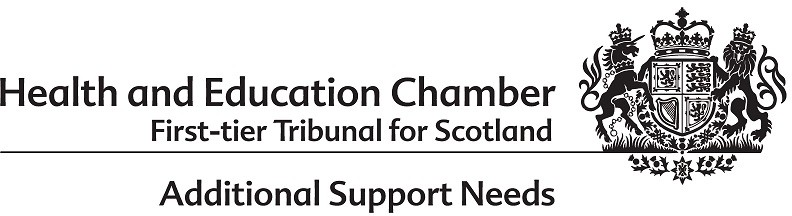 Health and Education Chamber
First-tier Tribunal for Scotland
Additional Support Needs